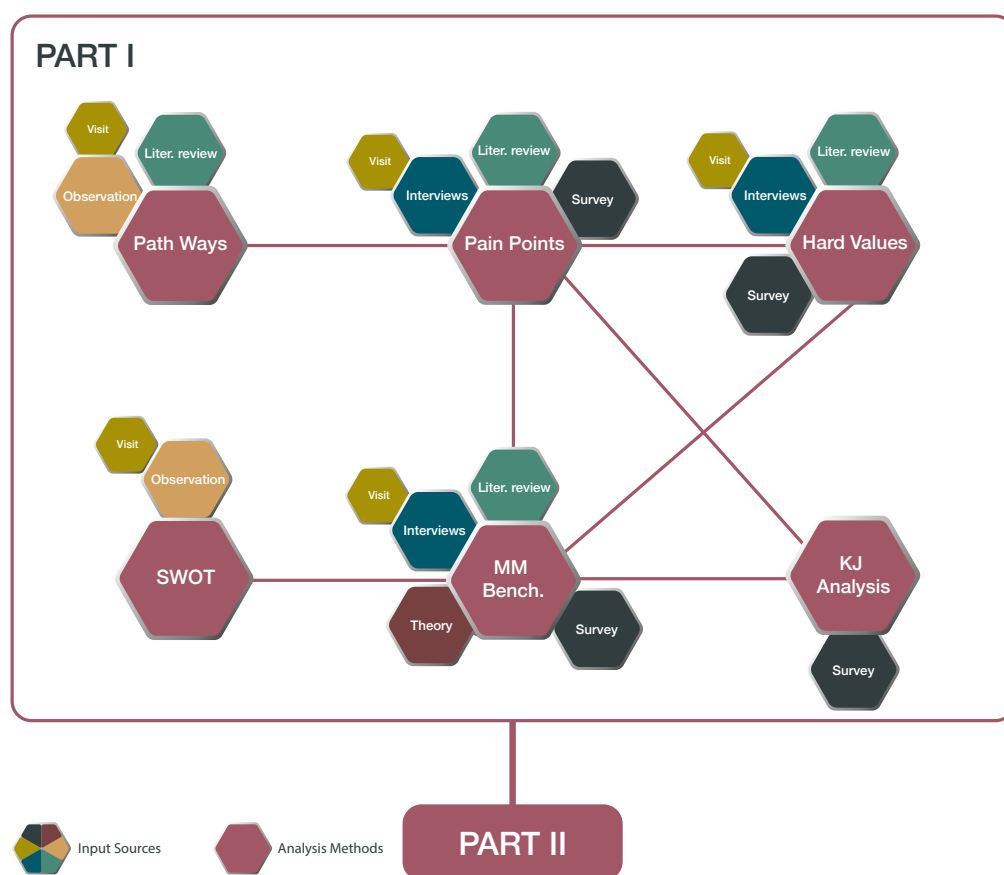 PART I
Visit
Liter. review
Observation
Path Ways
Visit
Liter. review
Interviews
Survey
Pain Points
Visit
Liter. review
Interviews
Hard Values
Survey
Visit
Observation
SWOT
Visit
Liter. review
Interviews
MM
Bench.
Theory
Survey
KJ
Analysis
Survey
Input Sources
Analysis Methods
PART II